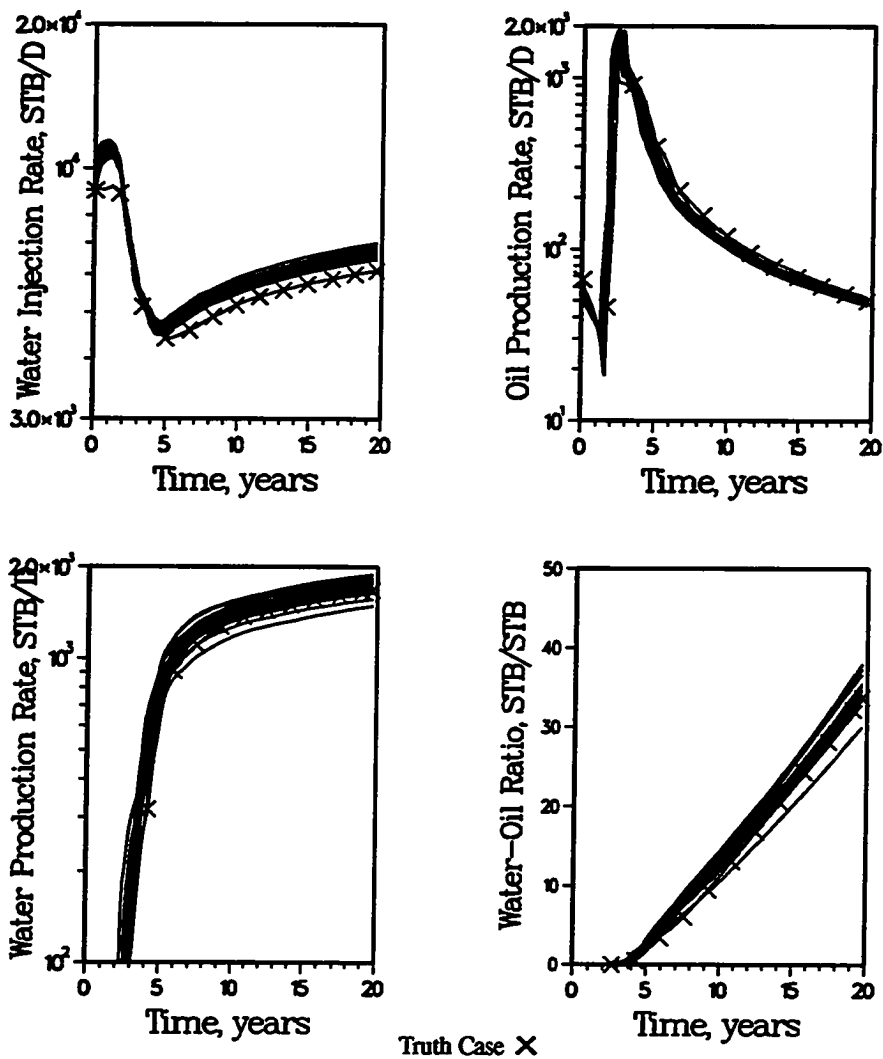 2.0×10⁴
10⁴
3.0×10³
Water Injection Rate, STB/D
0 5 10 15 20
Time, years
2.0×10³
10³
10²
10¹
Oil Production Rate, STB/D
0 5 10 15 20
Time, years
2.0×10³
10³
10²
Water Production Rate, STB/D
0 5 10 15 20
Time, years
50
40
30
20
10
0
Water-Oil Ratio, STB/STB
0 5 10 15 20
Time, years
Truth Case ×